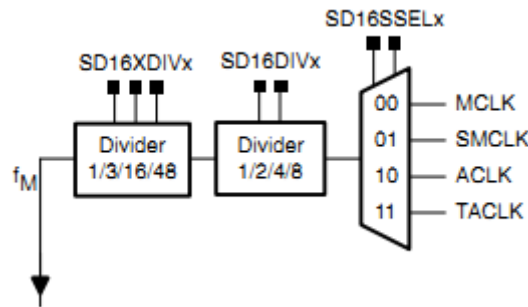 SD16SSELx
SD16XDIVx
SD16DIVx
Divider
1/3/16/48
Divider
1/2/4/8
00
MCLK
01
SMCLK
10
ACLK
11
TACLK
fM